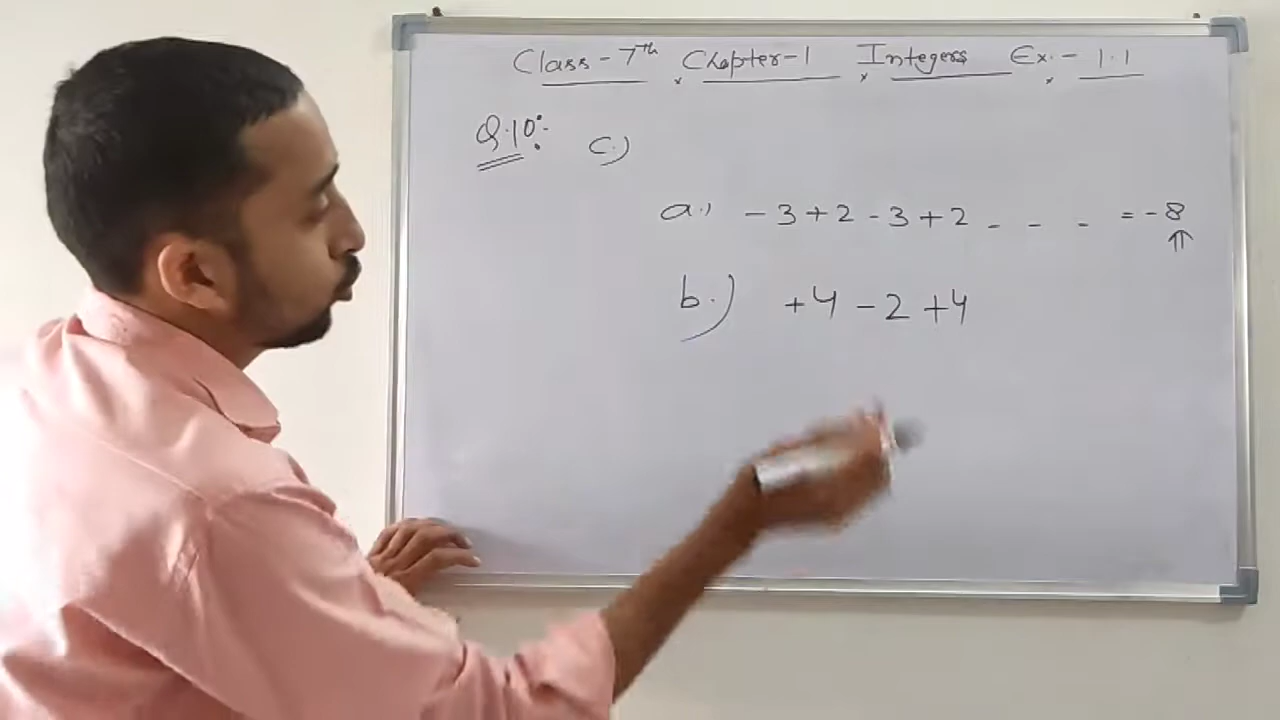 Class-7th Chapter-1 Integers Ex.- 1.1
Q.10:. c.)
a.) -3+2-3+2 - - - = -8
b.) +4-2+4